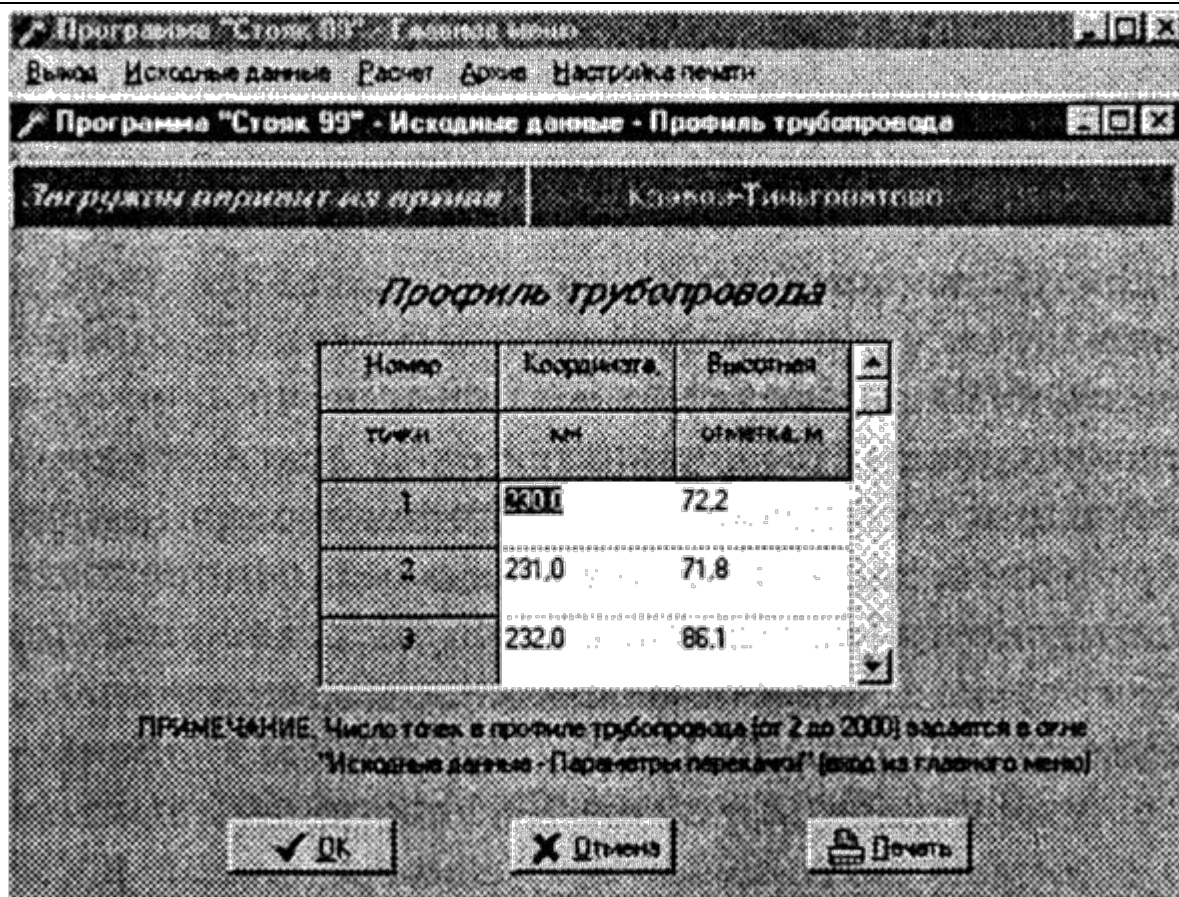 Программа "Стояк 99" - Главное меню
Выход Исходные данные Расчет Архив Настройка печати
Программа "Стояк 99" - Исходные данные - Профиль трубопровода
Загружен вариант из архива
Профиль трубопровода
Номер Координата, Высотная
точки км отметка, м
1 72,2
2 231,0 71,8
3 232,0 86,1
ПРИМЕЧАНИЕ. Число точек в профиле трубопровода (от 2 до 2000) задается в окне
"Исходные данные - Параметры перекачки" (вход из главного меню)
OK Отмена Печать